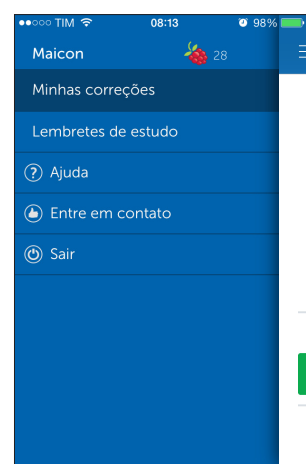 TIM 08:13 98%
Maicon 28
Minhas correções
Lembretes de estudo
? Ajuda
Entre em contato
Sair